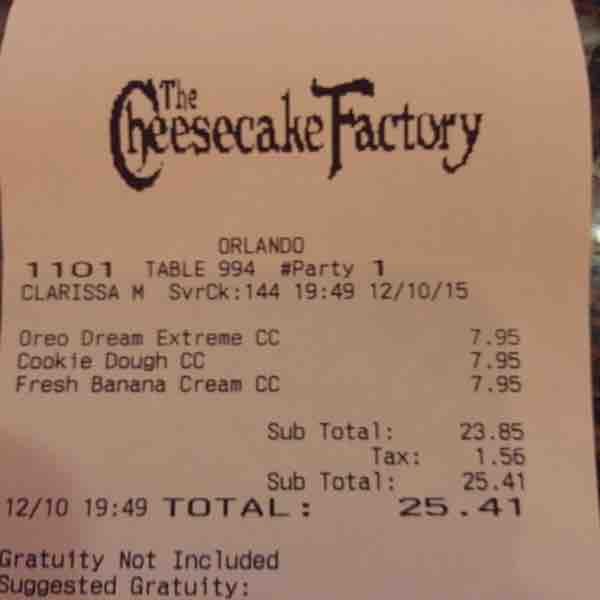 The
Cheesecake Factory
ORLANDO
1101 TABLE 994 #Party 1
CLARISSA M SvrCk:144 19:49 12/10/15
Oreo Dream Extreme CC 7.95
Cookie Dough CC 7.95
Fresh Banana Cream CC 7.95
Sub Total: 23.85
Tax: 1.56
Sub Total: 25.41
12/10 19:49 TOTAL: 25.41
Gratuity Not Included
Suggested Gratuity: